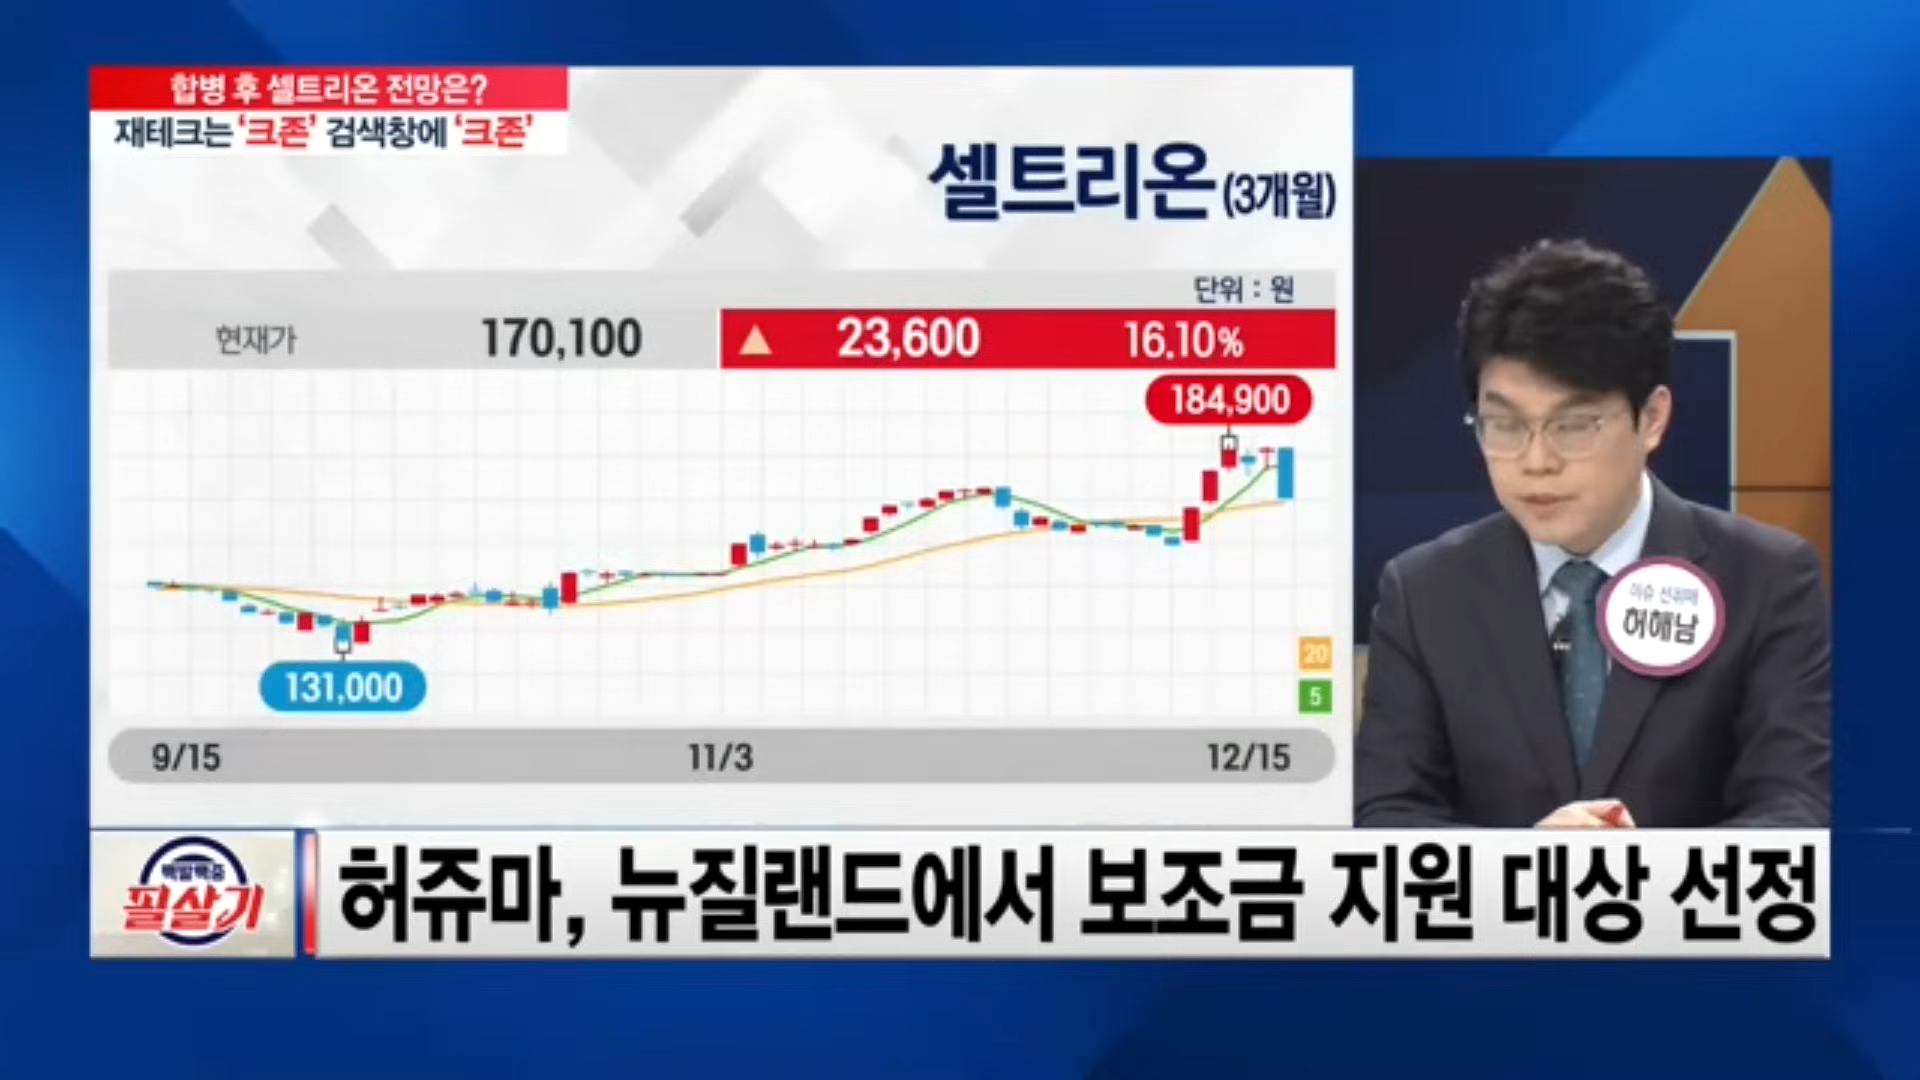 합병 후 셀트리온 전망은?
재테크는 '크존' 검색창에 '크존'
셀트리온 (3개월)
단위 : 원
현재가 170,100 ▲ 23,600 16.10%
184,900
131,000
20
5
9/15 11/3 12/15
허해남
백발백중
필살기
허쥬마, 뉴질랜드에서 보조금 지원 대상 선정